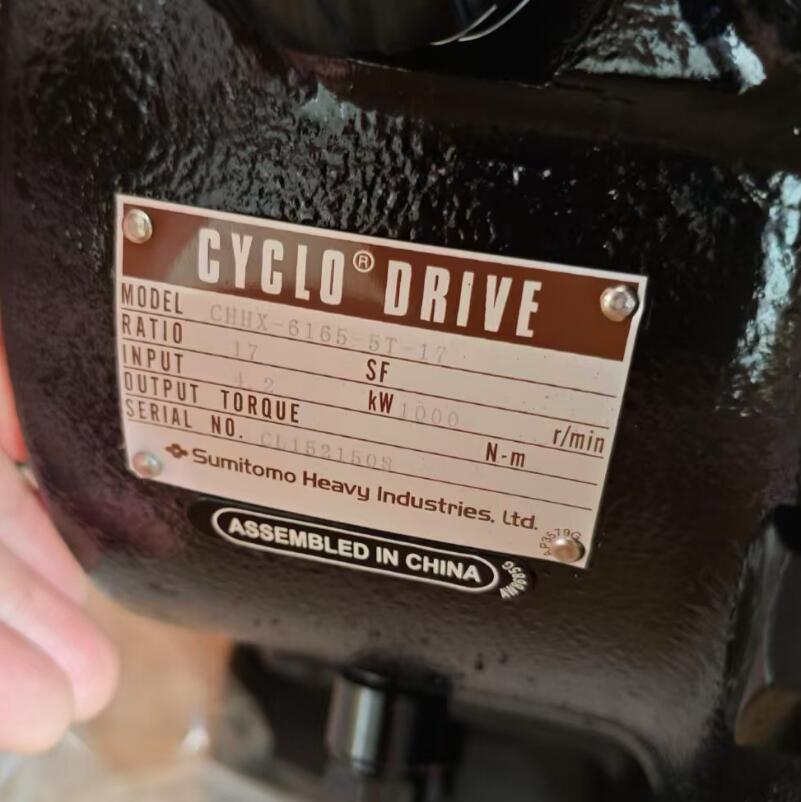 CYCLO® DRIVE
MODEL CHHX-6165-5T-17
RATIO 17 SF
INPUT 4.2 kW 1000 r/min
OUTPUT TORQUE N-m
SERIAL NO. CL1521508
Sumitomo Heavy Industries, Ltd.
ASSEMBLED IN CHINA